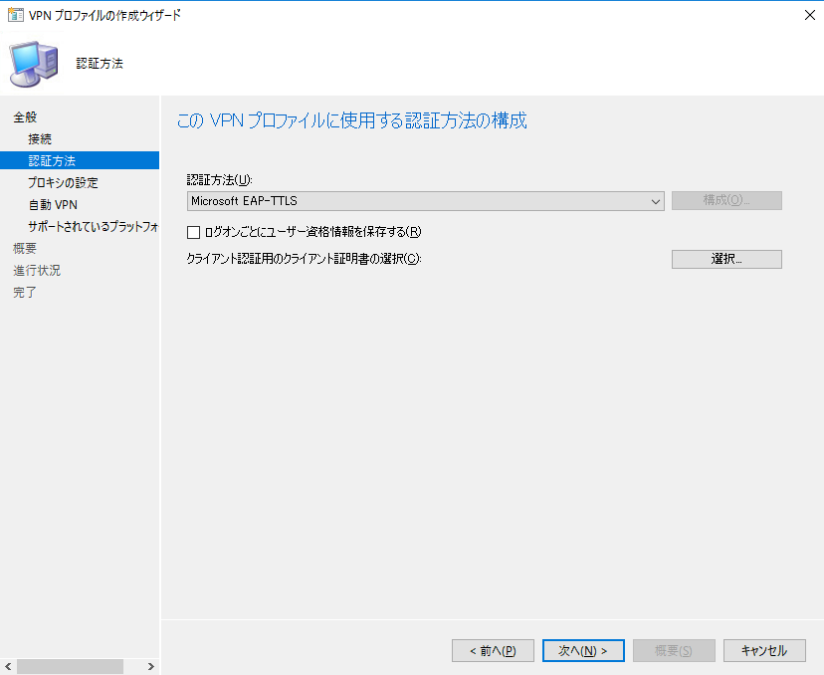 VPN プロファイルの作成ウィザード
認証方法
全般
接続
認証方法
プロキシの設定
自動 VPN
サポートされているプラットフォ
概要
進行状況
完了
この VPN プロファイルに使用する認証方法の構成
認証方法(U):
Microsoft EAP-TTLS
構成(O)...
ログオンごとにユーザー資格情報を保存する(R)
クライアント認証用のクライアント証明書の選択(C):
選択...
< 前へ(P)
次へ(N) >
概要(S)
キャンセル